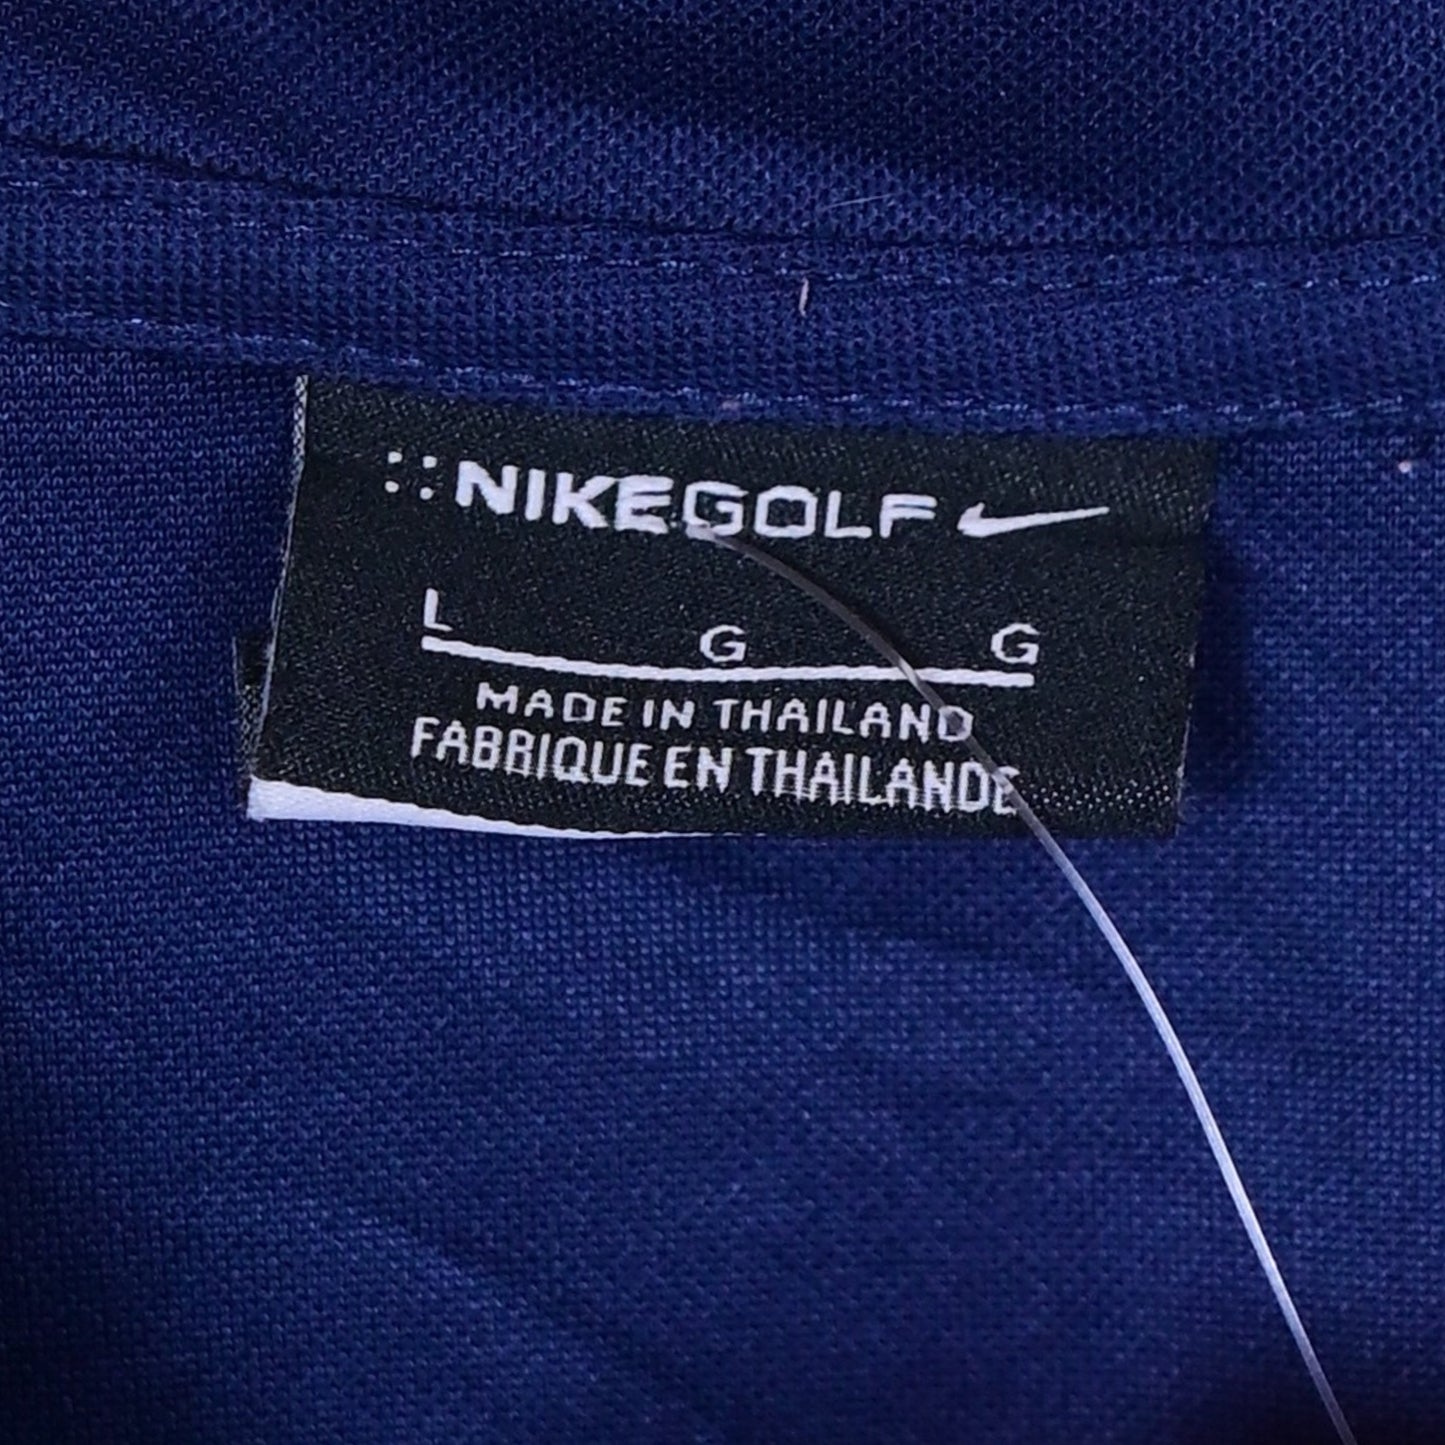 NIKEGOLF
L G G
MADE IN THAILAND
FABRIQUE EN THAILANDE